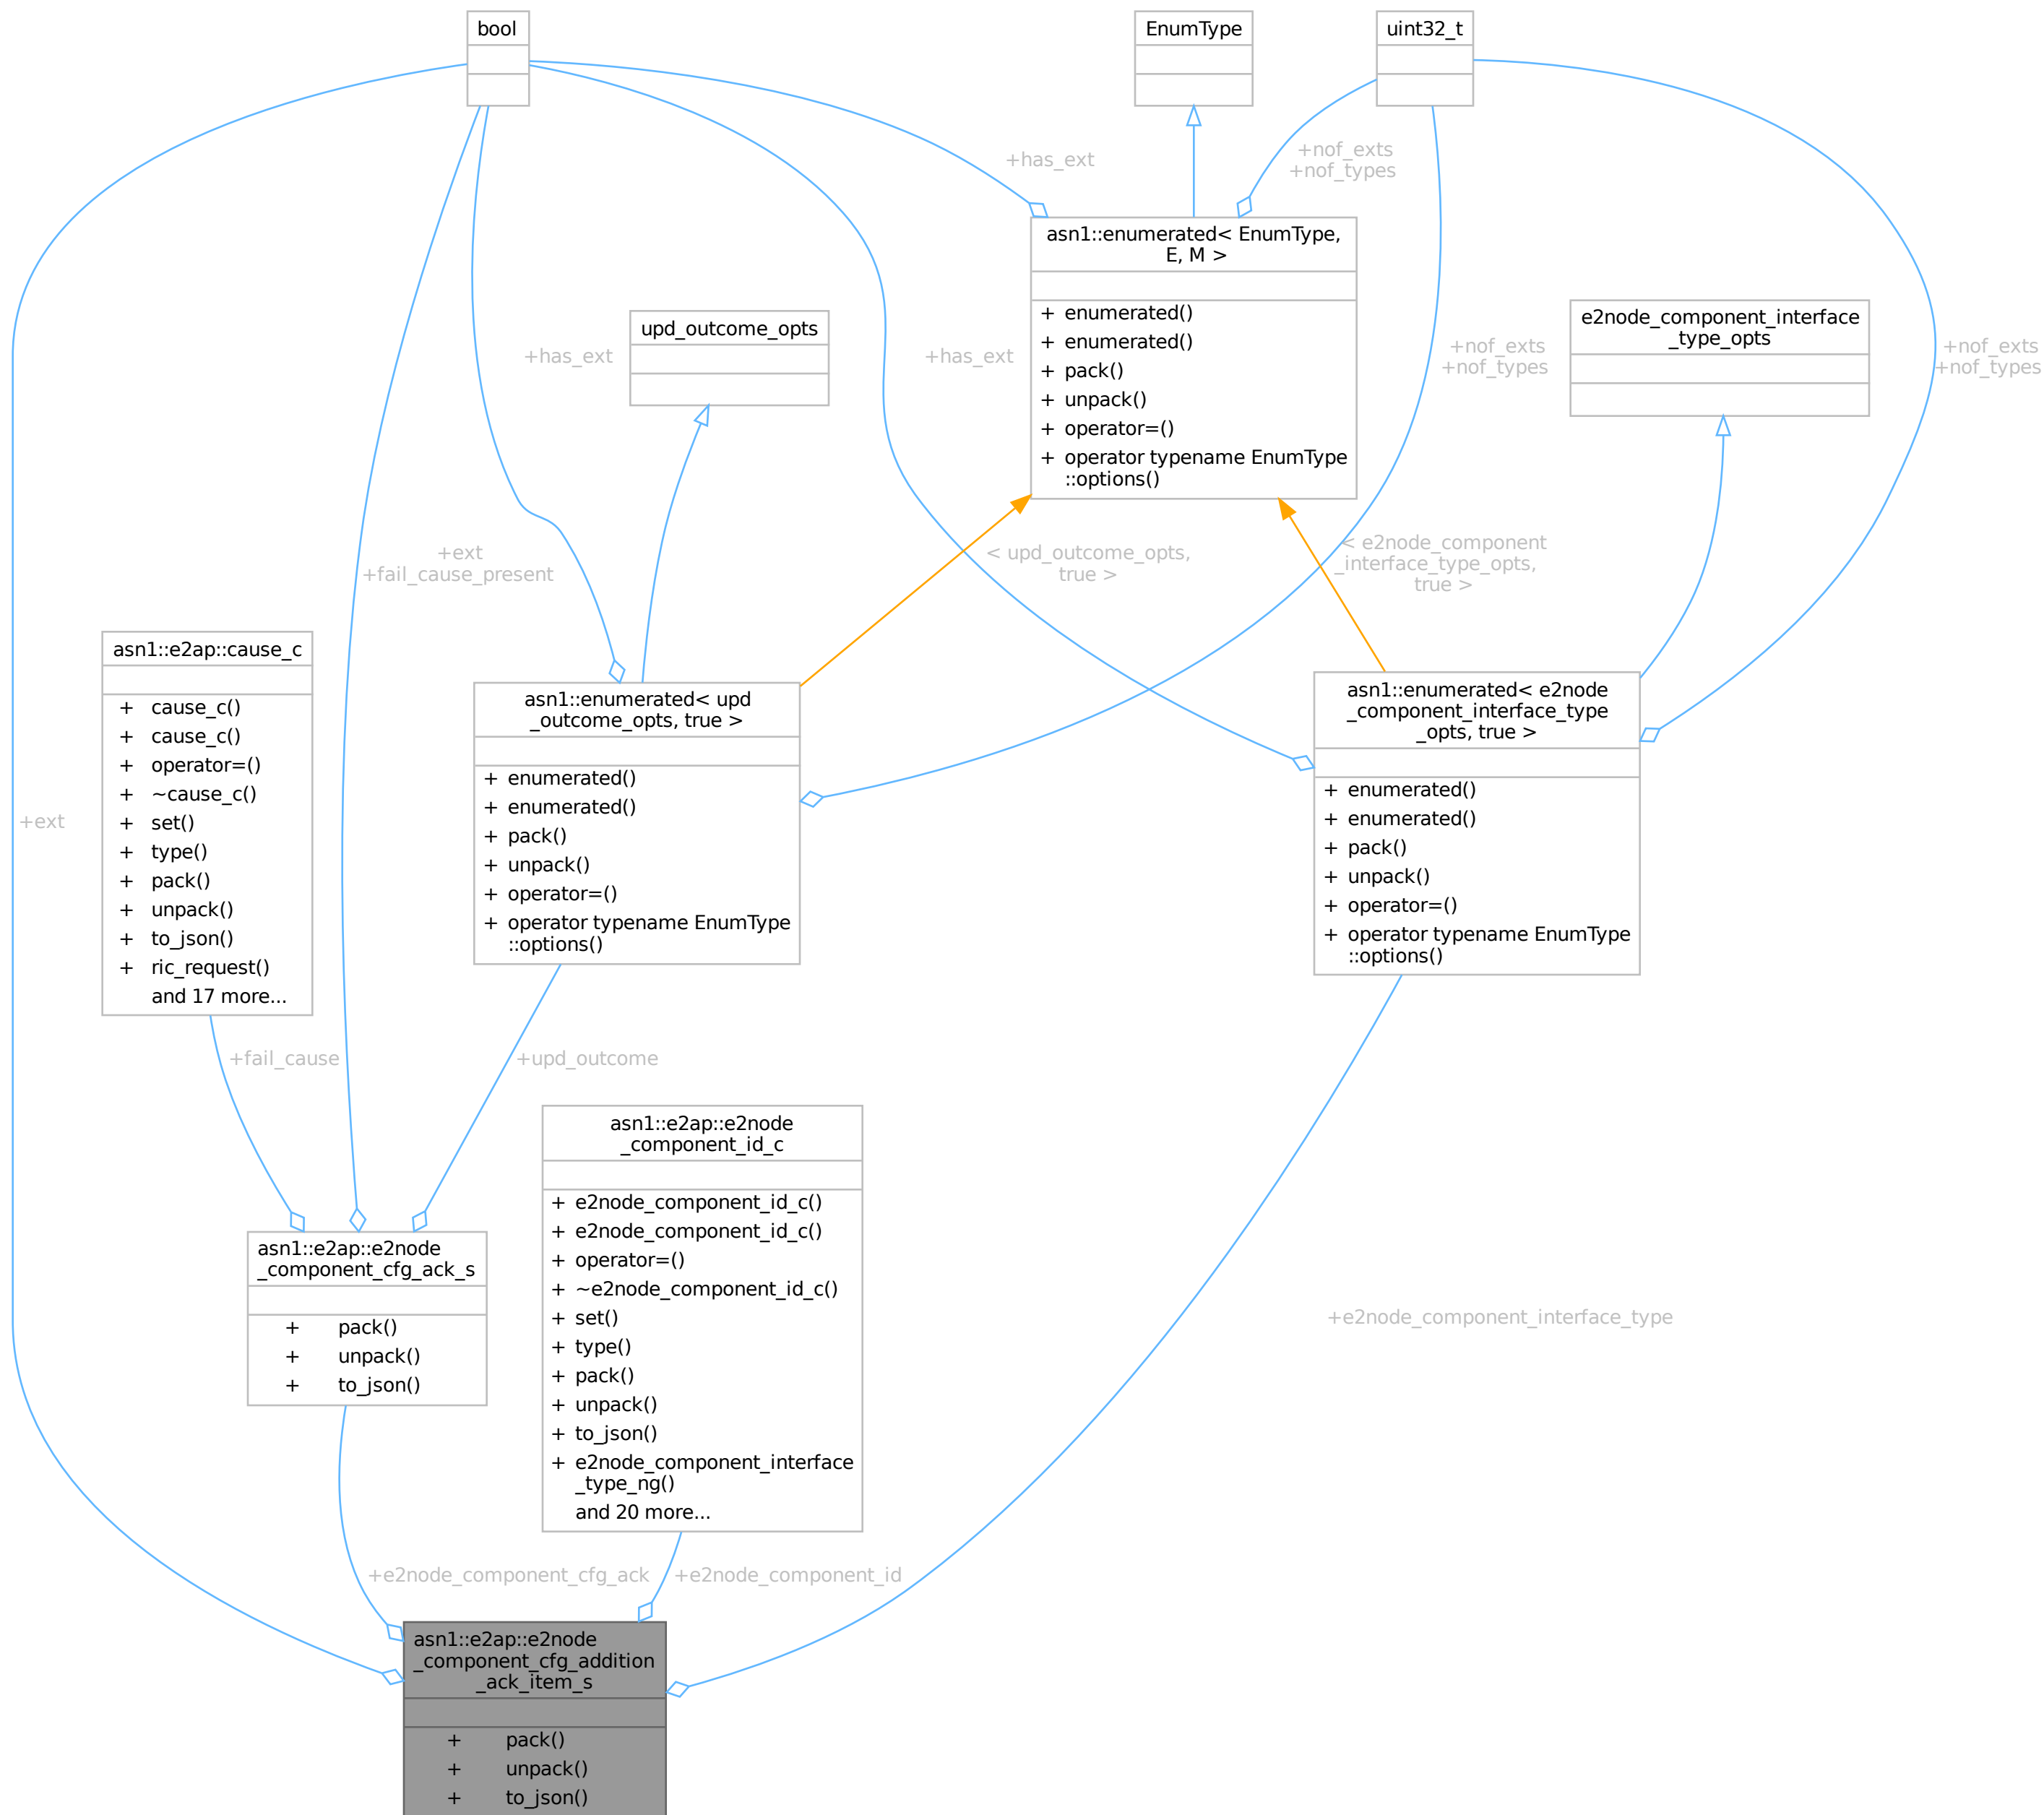 bool
EnumType
uint32_t
+has_ext
+nof_exts
+nof_types
asn1::enumerated< EnumType,
E, M >
+ enumerated()
+ enumerated()
+ pack()
+ unpack()
+ operator=()
+ operator typename EnumType
::options()
upd_outcome_opts
e2node_component_interface
_type_opts
+has_ext
+has_ext
+nof_exts
+nof_types
+nof_exts
+nof_types
+ext
+fail_cause_present
< upd_outcome_opts,
true >
< e2node_component
_interface_type_opts,
true >
asn1::e2ap::cause_c
+ cause_c()
+ cause_c()
+ operator=()
+ ~cause_c()
+ set()
+ type()
+ pack()
+ unpack()
+ to_json()
+ ric_request()
and 17 more...
asn1::enumerated< upd
_outcome_opts, true >
+ enumerated()
+ enumerated()
+ pack()
+ unpack()
+ operator=()
+ operator typename EnumType
::options()
asn1::enumerated< e2node
_component_interface_type
_opts, true >
+ enumerated()
+ enumerated()
+ pack()
+ unpack()
+ operator=()
+ operator typename EnumType
::options()
+ext
+fail_cause
+upd_outcome
asn1::e2ap::e2node
_component_id_c
+ e2node_component_id_c()
+ e2node_component_id_c()
+ operator=()
+ ~e2node_component_id_c()
+ set()
+ type()
+ pack()
+ unpack()
+ to_json()
+ e2node_component_interface
_type_ng()
and 20 more...
asn1::e2ap::e2node
_component_cfg_ack_s
+ pack()
+ unpack()
+ to_json()
+e2node_component_interface_type
+e2node_component_cfg_ack
+e2node_component_id
asn1::e2ap::e2node
_component_cfg_addition
_ack_item_s
+ pack()
+ unpack()
+ to_json()